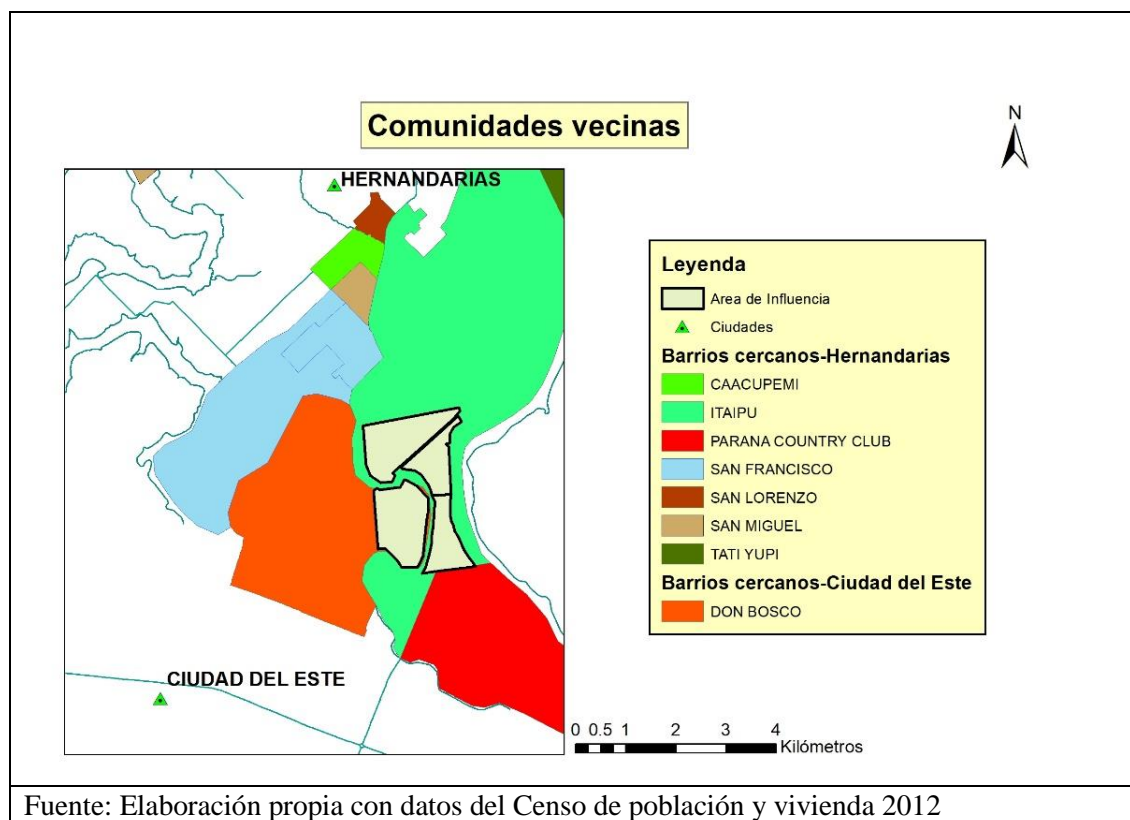 Comunidades vecinas
N
HERNANDARIAS
CIUDAD DEL ESTE
Leyenda
Area de Influencia
Ciudades
Barrios cercanos-Hernandarias
CAACUPEMI
ITAIPU
PARANA COUNTRY CLUB
SAN FRANCISCO
SAN LORENZO
SAN MIGUEL
TATI YUPI
Barrios cercanos-Ciudad del Este
DON BOSCO
0 0.5 1 2 3 4
Kilómetros
Fuente: Elaboración propia con datos del Censo de población y vivienda 2012